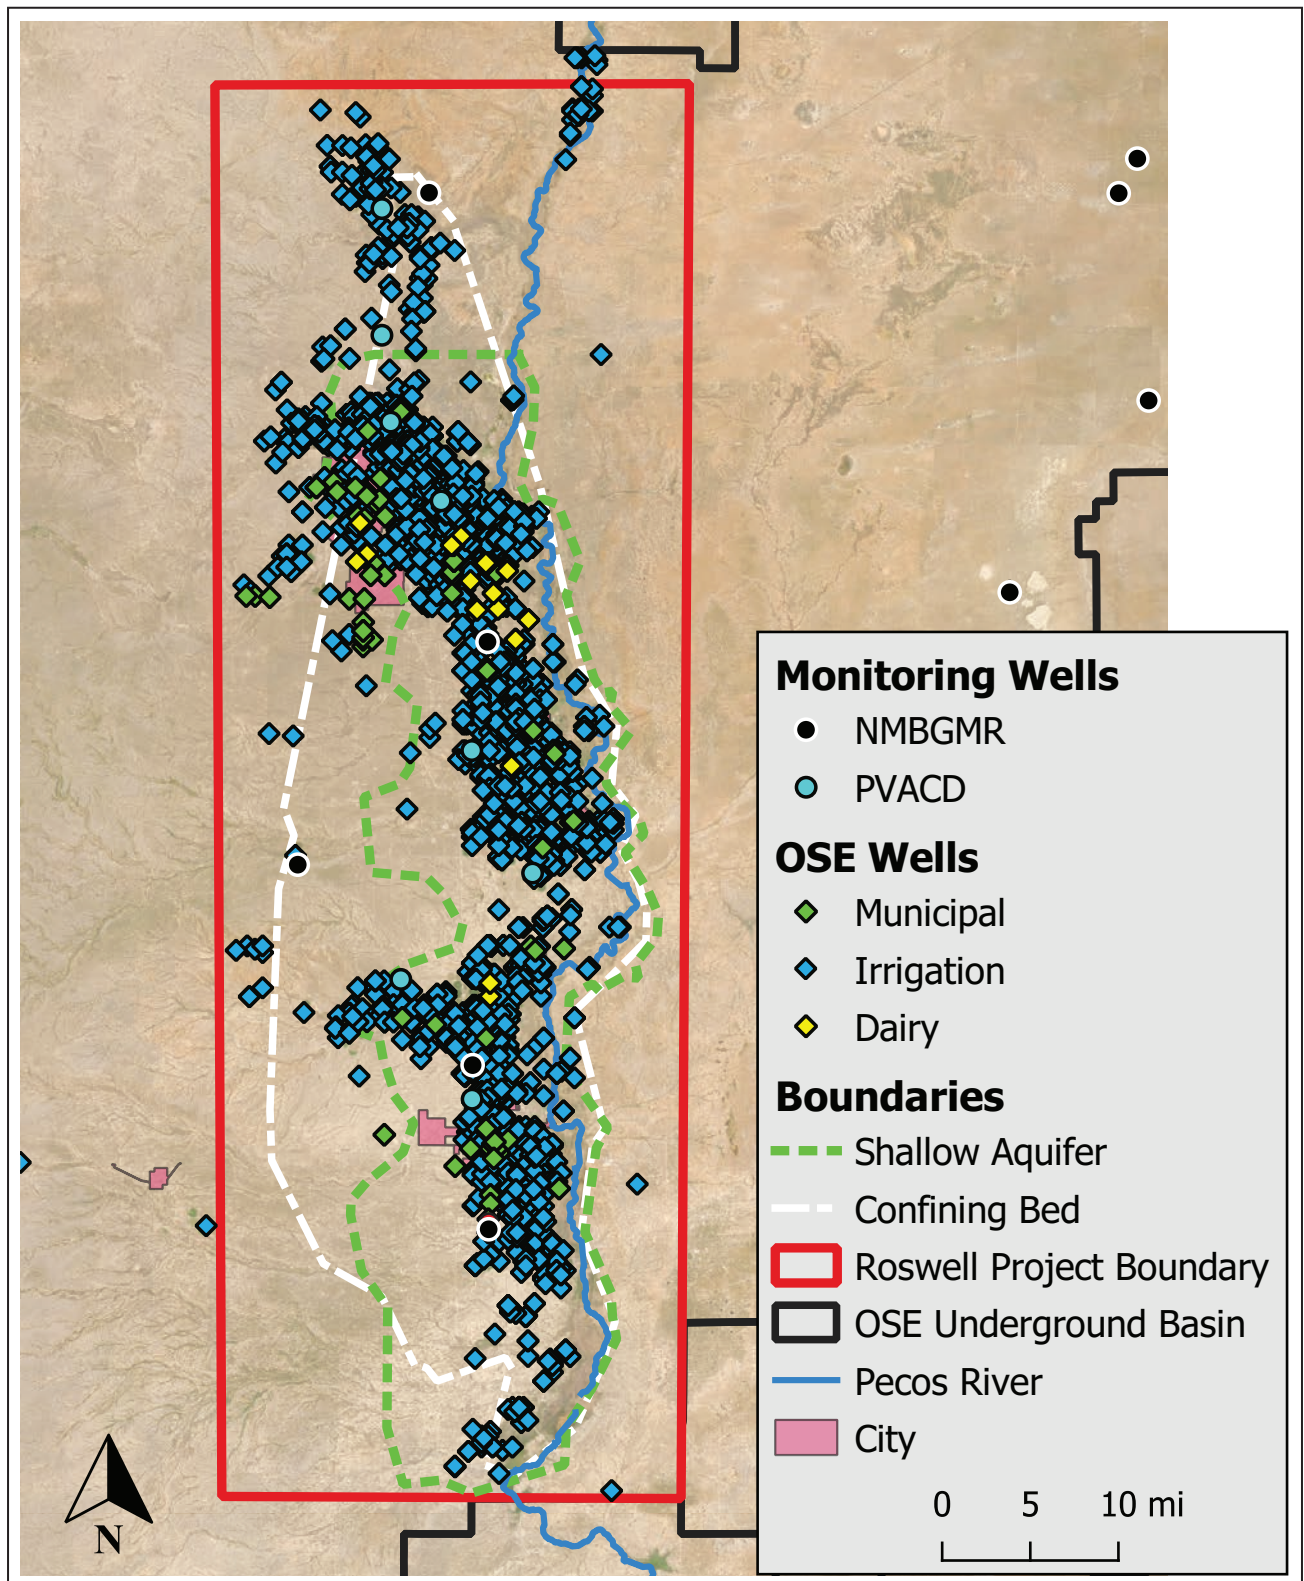 Monitoring Wells
NMBGMR
PVACD
OSE Wells
Municipal
Irrigation
Dairy
Boundaries
Shallow Aquifer
Confining Bed
Roswell Project Boundary
OSE Underground Basin
Pecos River
City
0 5 10 mi
N